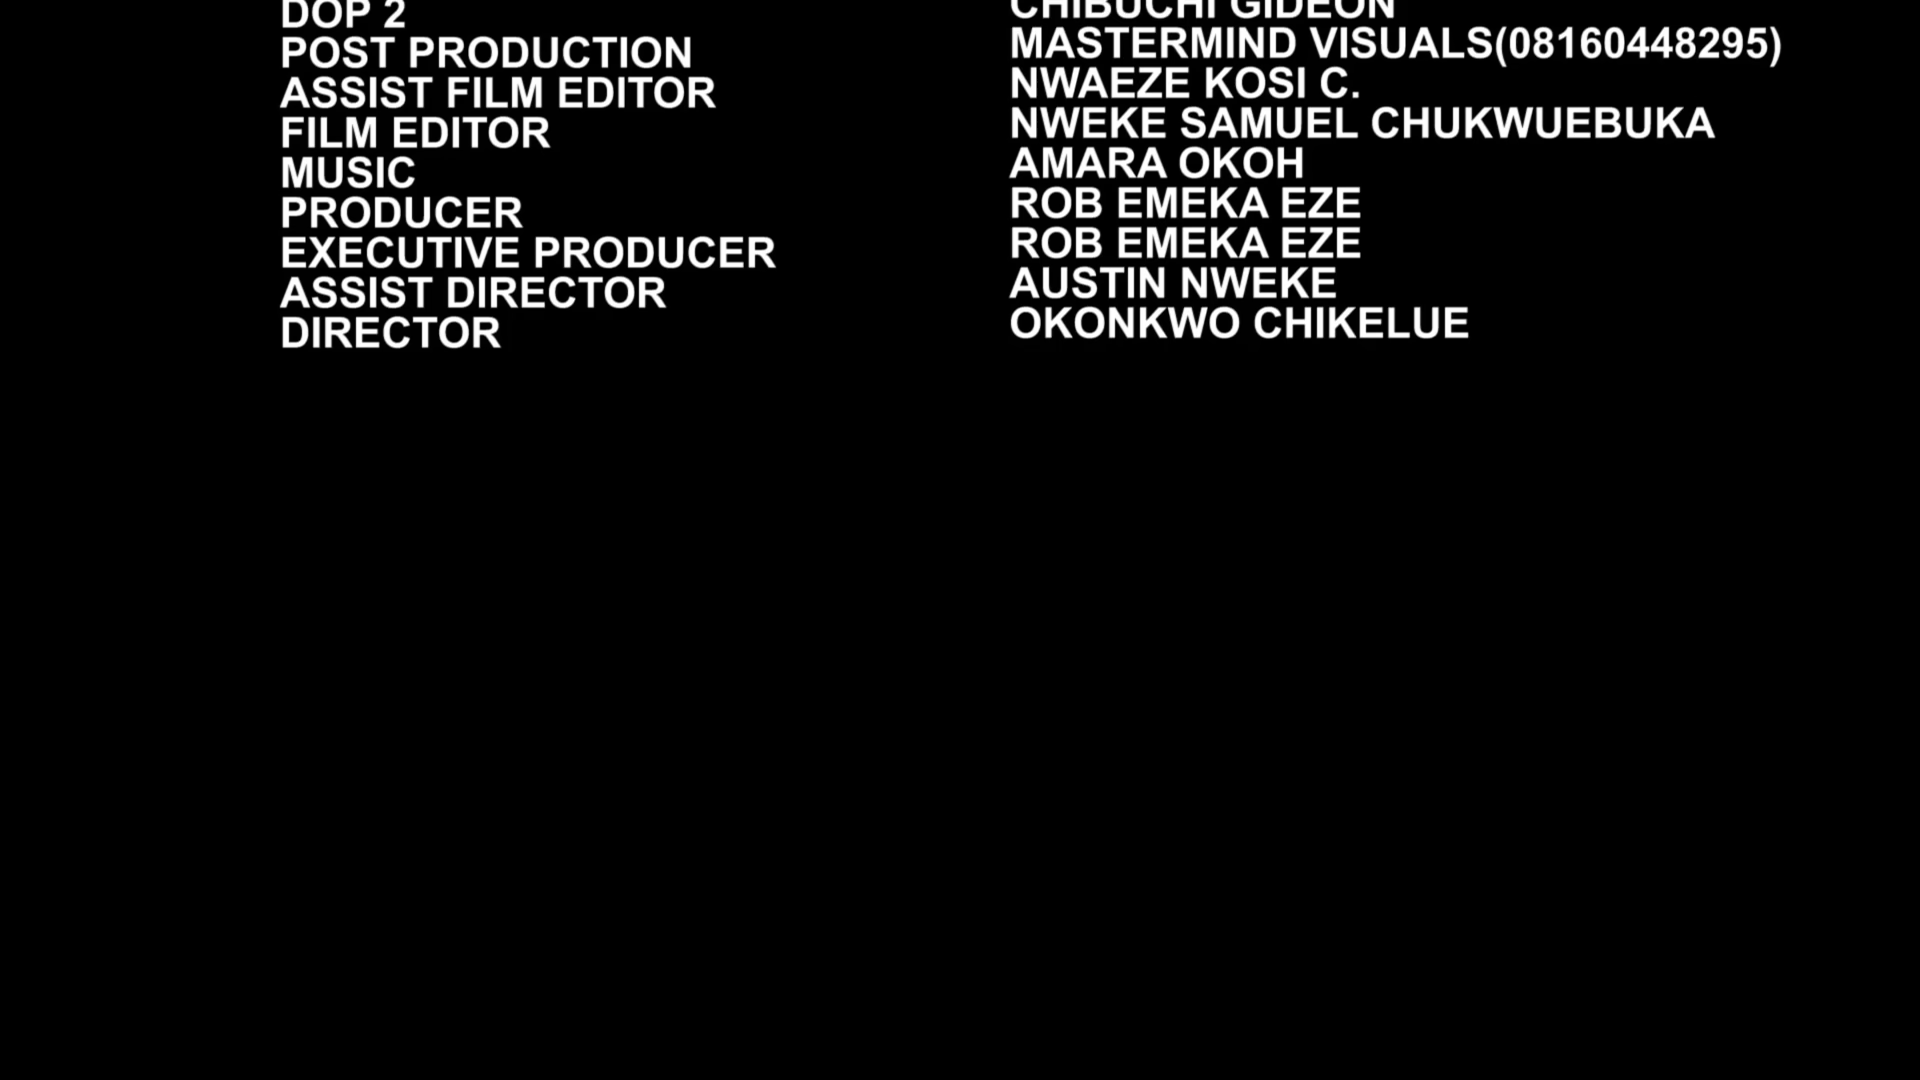 DOP 2 CHIBUCHI GIDEON
POST PRODUCTION MASTERMIND VISUALS(08160448295)
ASSIST FILM EDITOR NWAEZE KOSI C.
FILM EDITOR NWEKE SAMUEL CHUKWUEBUKA
MUSIC AMARA OKOH
PRODUCER ROB EMEKA EZE
EXECUTIVE PRODUCER ROB EMEKA EZE
ASSIST DIRECTOR AUSTIN NWEKE
DIRECTOR OKONKWO CHIKELUE